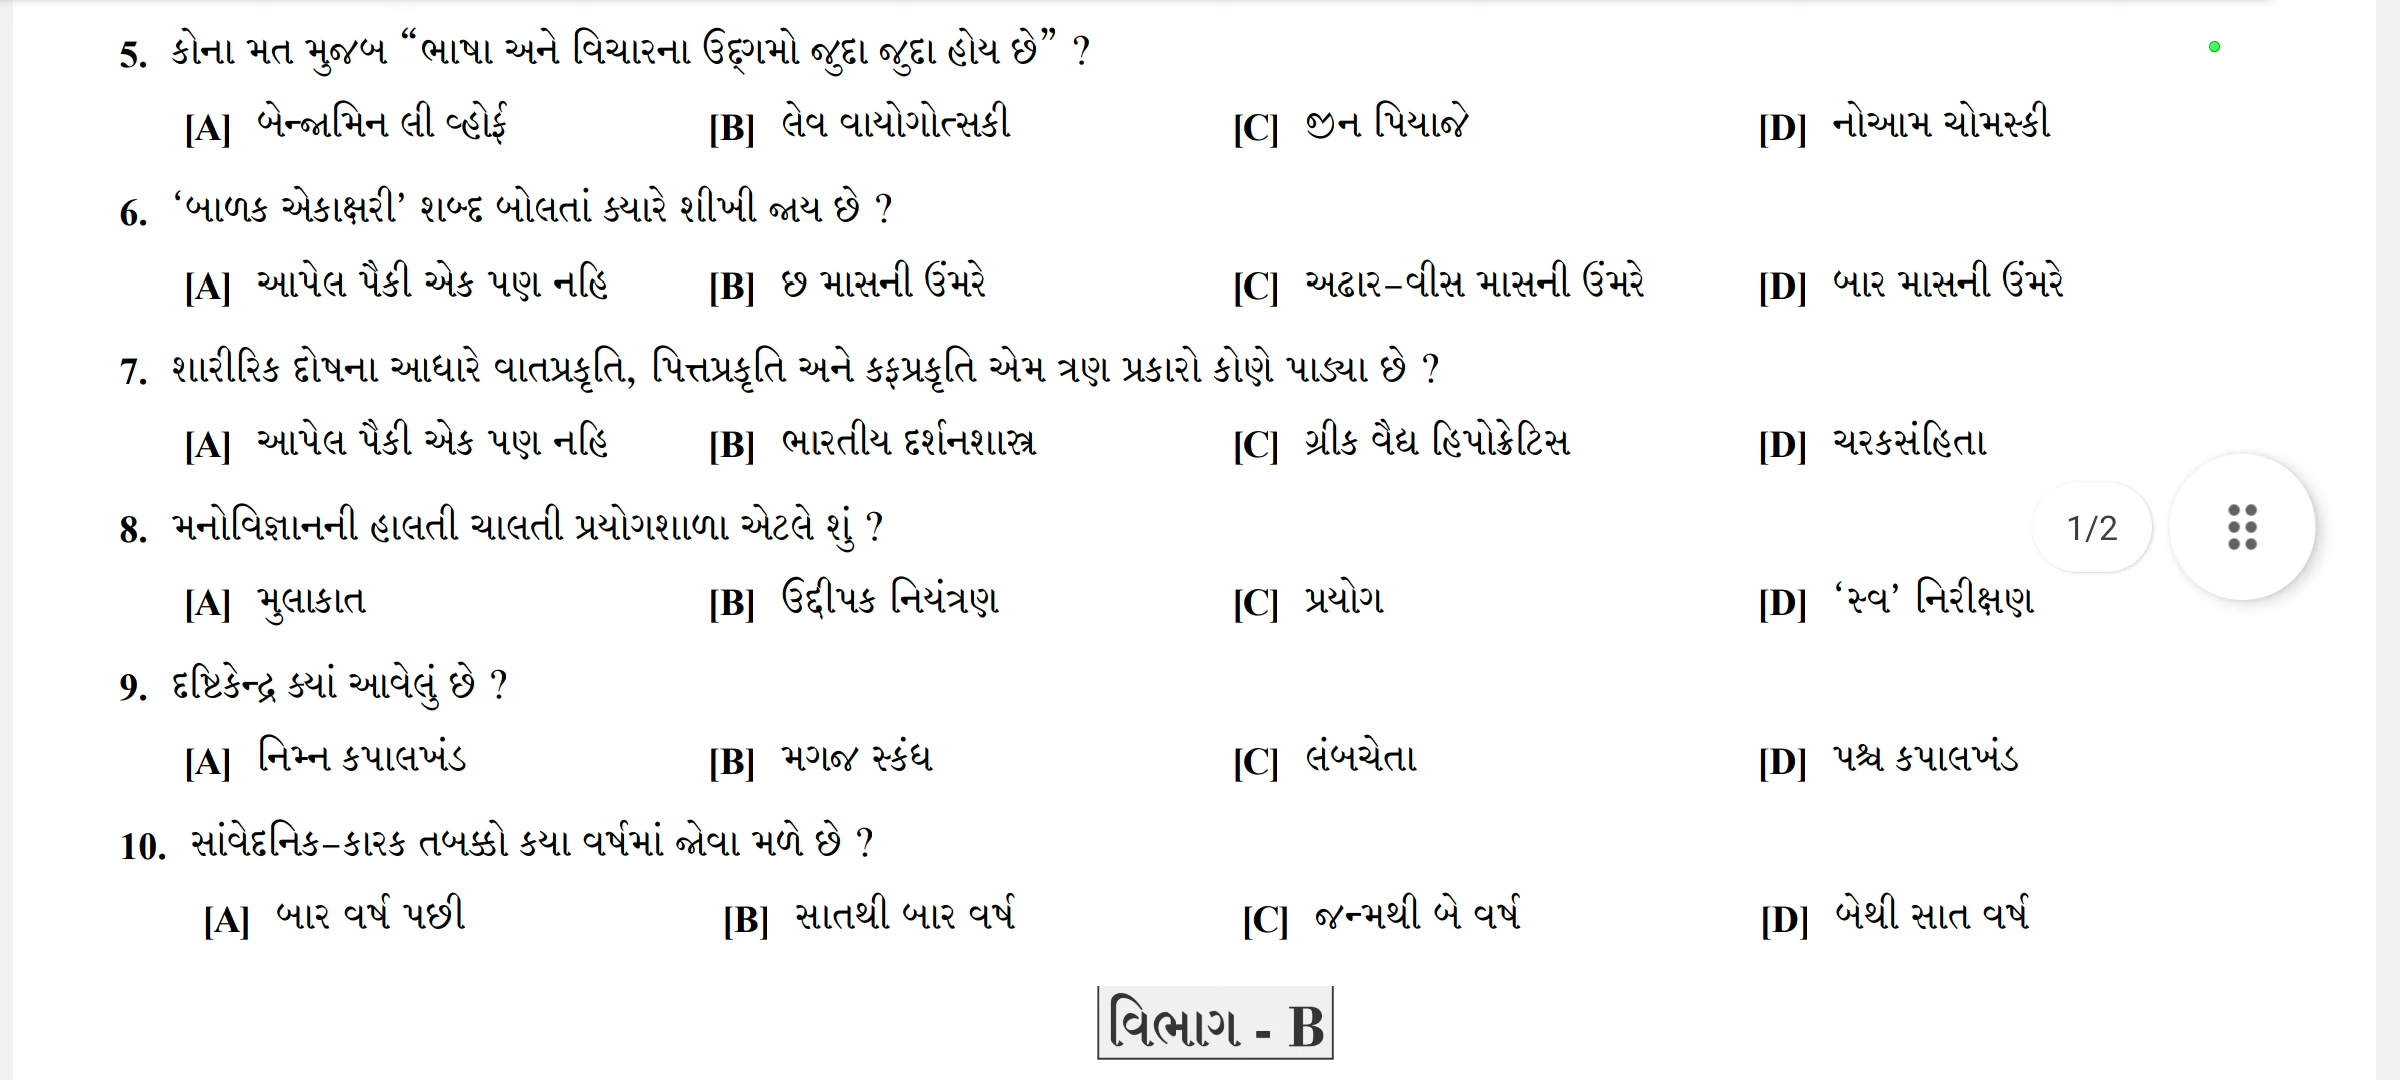 5. કોના મત મુજબ “ભાષા અને વિચારના ઉદ્ગમો જુદા જુદા હોય છે” ?
[A] બેન્જામિન લી વ્હોર્ફ [B] લેવ વાયોગોત્સકી [C] જીન પિયાજે [D] નોઆમ ચોમસ્કી
6. ‘બાળક એકાક્ષરી’ શબ્દ બોલતાં ક્યારે શીખી જાય છે ?
[A] આપેલ પૈકી એક પણ નહિ [B] છ માસની ઉંમરે [C] અઢાર-વીસ માસની ઉંમરે [D] બાર માસની ઉંમરે
7. શારીરિક દોષના આધારે વાતપ્રકૃતિ, પિત્તપ્રકૃતિ અને કફપ્રકૃતિ એમ ત્રણ પ્રકારો કોણે પાડ્યા છે ?
[A] આપેલ પૈકી એક પણ નહિ [B] ભારતીય દર્શનશાસ્ત્ર [C] ગ્રીક વૈદ્ય હિપોક્રેટિસ [D] ચરકસંહિતા
8. મનોવિજ્ઞાનની હાલતી ચાલતી પ્રયોગશાળા એટલે શું ?
1/2
[A] મુલાકાત [B] ઉદ્દીપક નિયંત્રણ [C] પ્રયોગ [D] ‘સ્વ’ નિરીક્ષણ
9. દષ્ટિકેન્દ્ર ક્યાં આવેલું છે ?
[A] નિમ્ન કપાલખંડ [B] મગજ સ્કંધ [C] લંબચેતા [D] પશ્ચ કપાલખંડ
10. સાંવેદનિક-કારક તબક્કો કયા વર્ષમાં જોવા મળે છે ?
[A] બાર વર્ષ પછી [B] સાતથી બાર વર્ષ [C] જન્મથી બે વર્ષ [D] બેથી સાત વર્ષ
વિભાગ - B